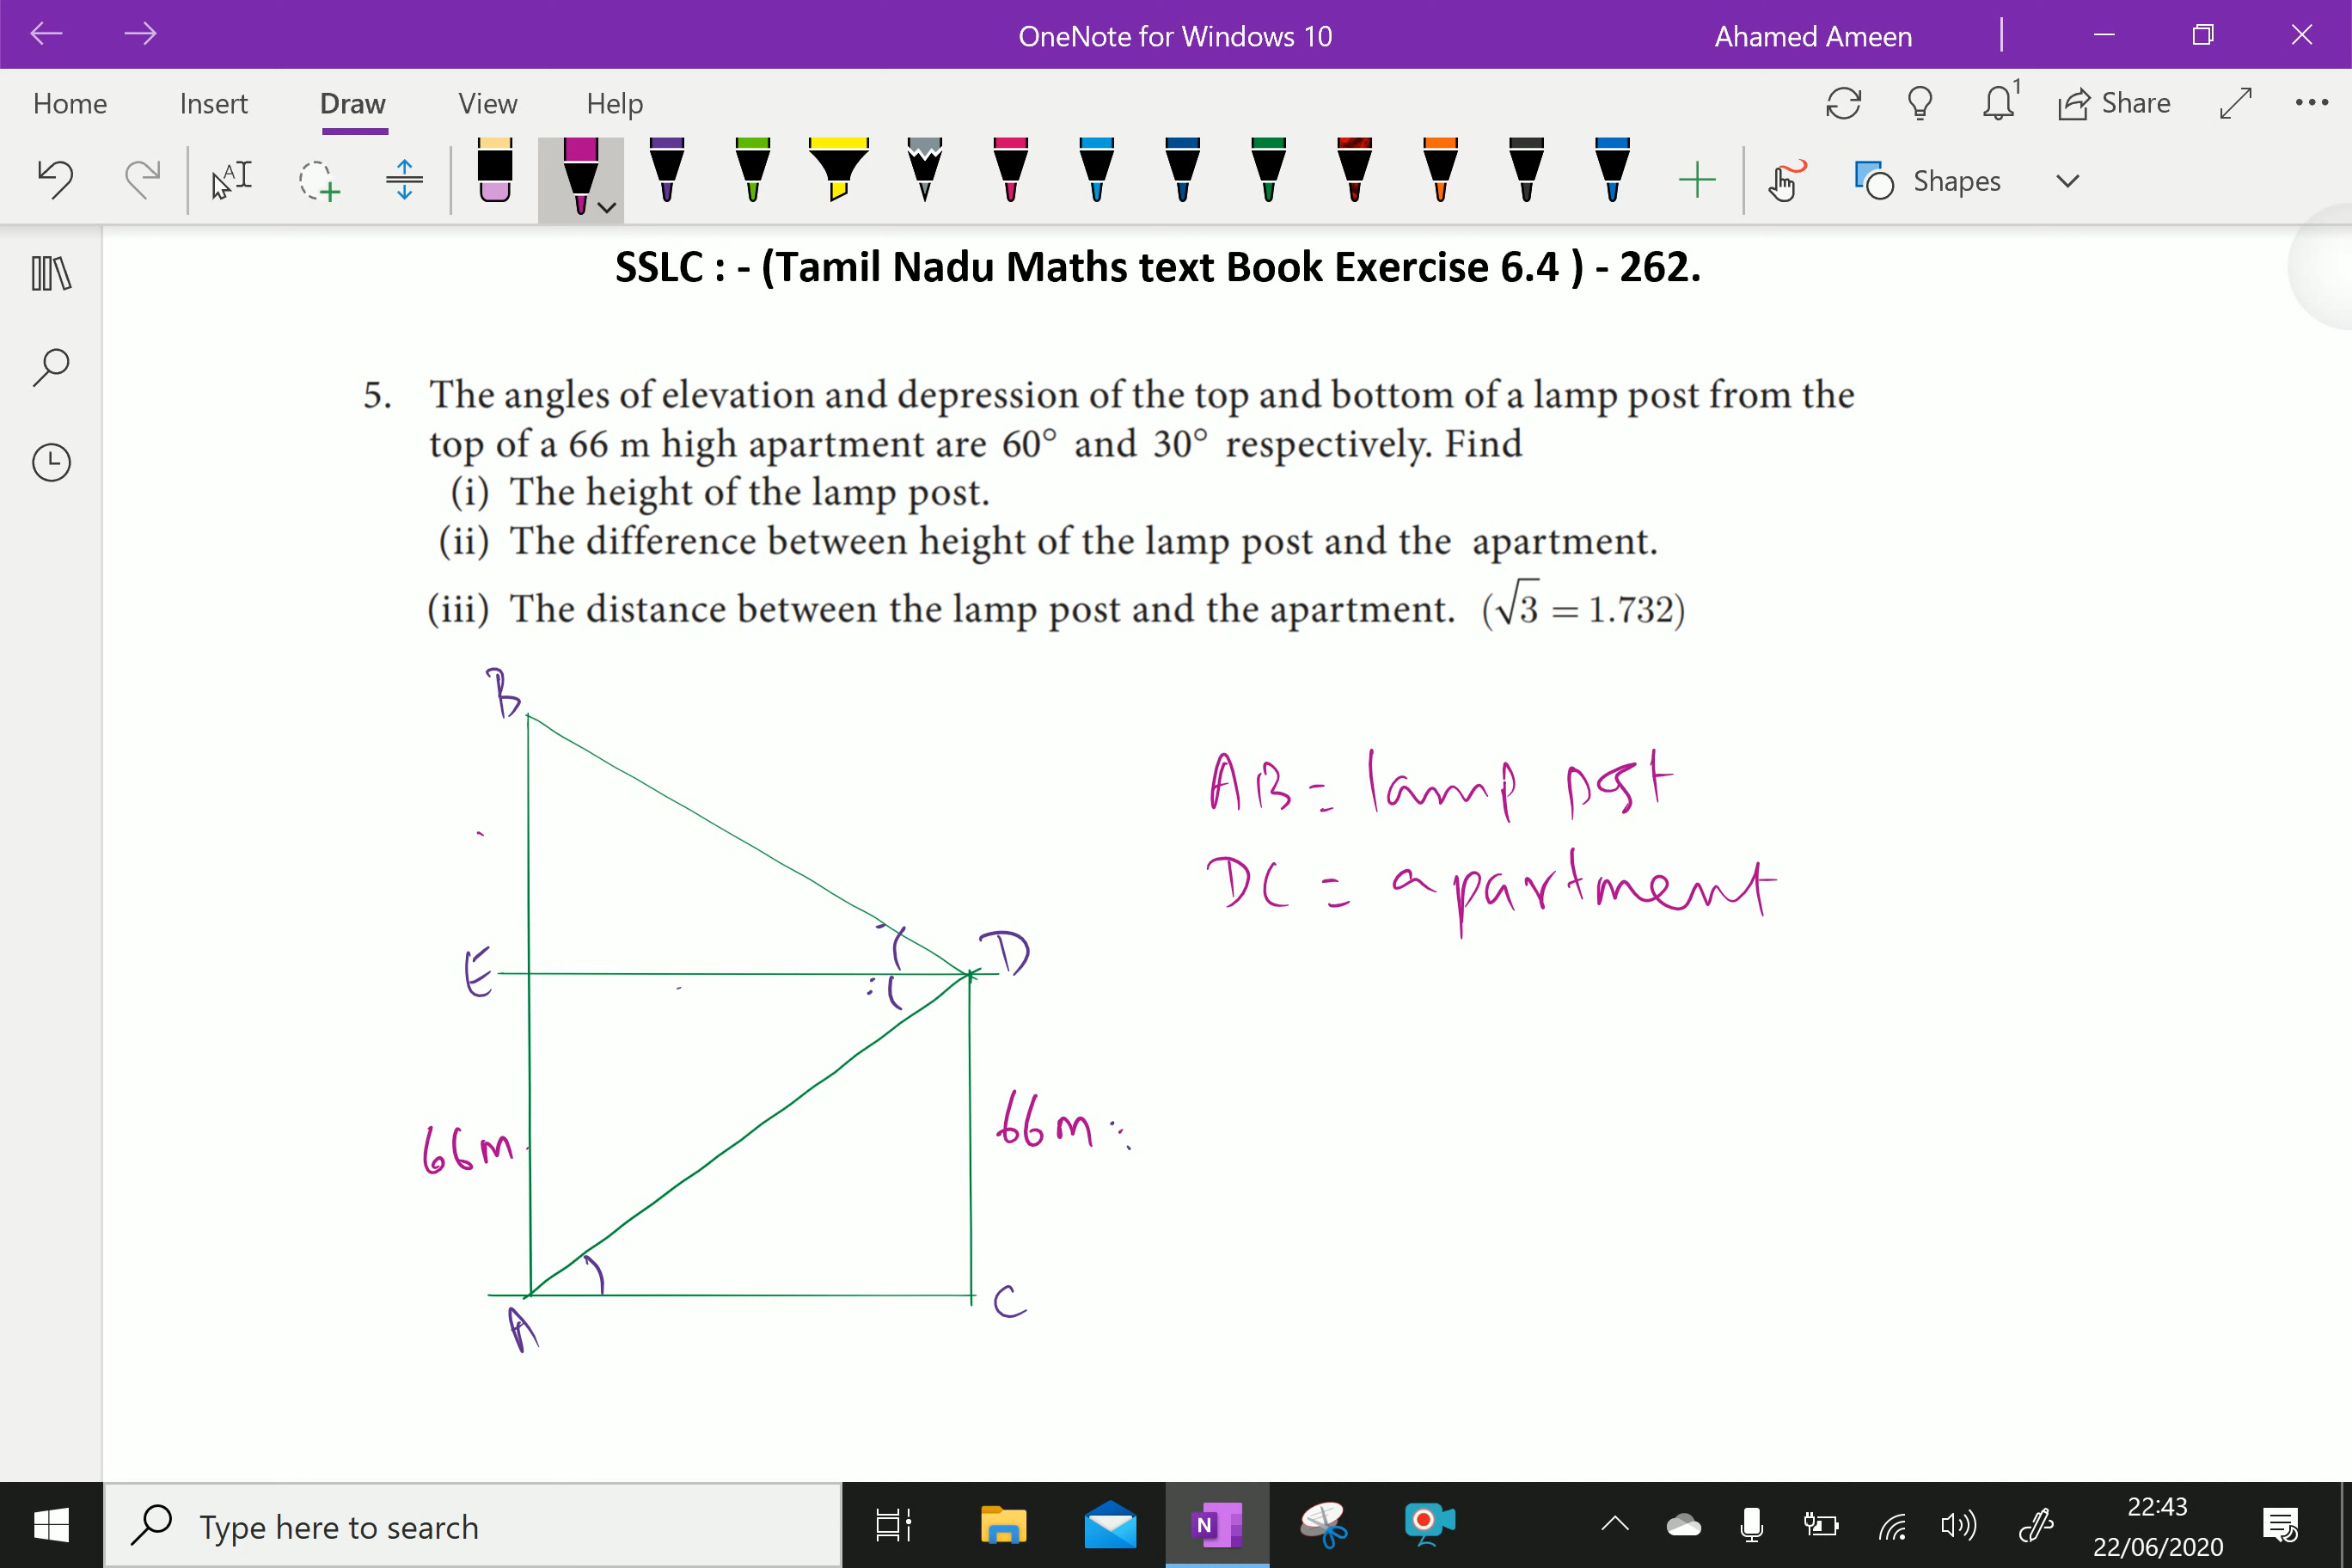 OneNote for Windows 10
Ahamed Ameen
Home Insert Draw View Help
1 Share
Shapes
SSLC : - (Tamil Nadu Maths text Book Exercise 6.4 ) - 262.
5. The angles of elevation and depression of the top and bottom of a lamp post from the
top of a 66 m high apartment are 60° and 30° respectively. Find
(i) The height of the lamp post.
(ii) The difference between height of the lamp post and the apartment.
(iii) The distance between the lamp post and the apartment. (√3 = 1.732)
B
AB = lamp post
DC = apartment
E D
66m
66m
A C
Type here to search
N
22:43
22/06/2020